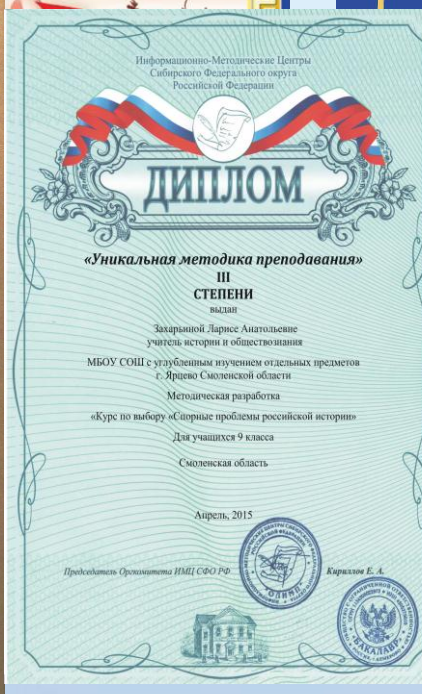 Информационно-Методические Центры
Сибирского Федерального округа
Российской Федерации
ДИПЛОМ
«Уникальная методика преподавания»
III
СТЕПЕНИ
выдан
Захарьиной Ларисе Анатольевне
учитель истории и обществознания
МБОУ СОШ с углубленным изучением отдельных предметов
г. Ярцево Смоленской области
Методическая разработка
«Курс по выбору «Спорные проблемы российской истории»
Для учащихся 9 класса
Смоленская область
Апрель, 2015
Председатель Оргкомитета ИМЦ СФО РФ
Кириллов Е. А.
"ОЛИМП"
"БАКАЛАВР"